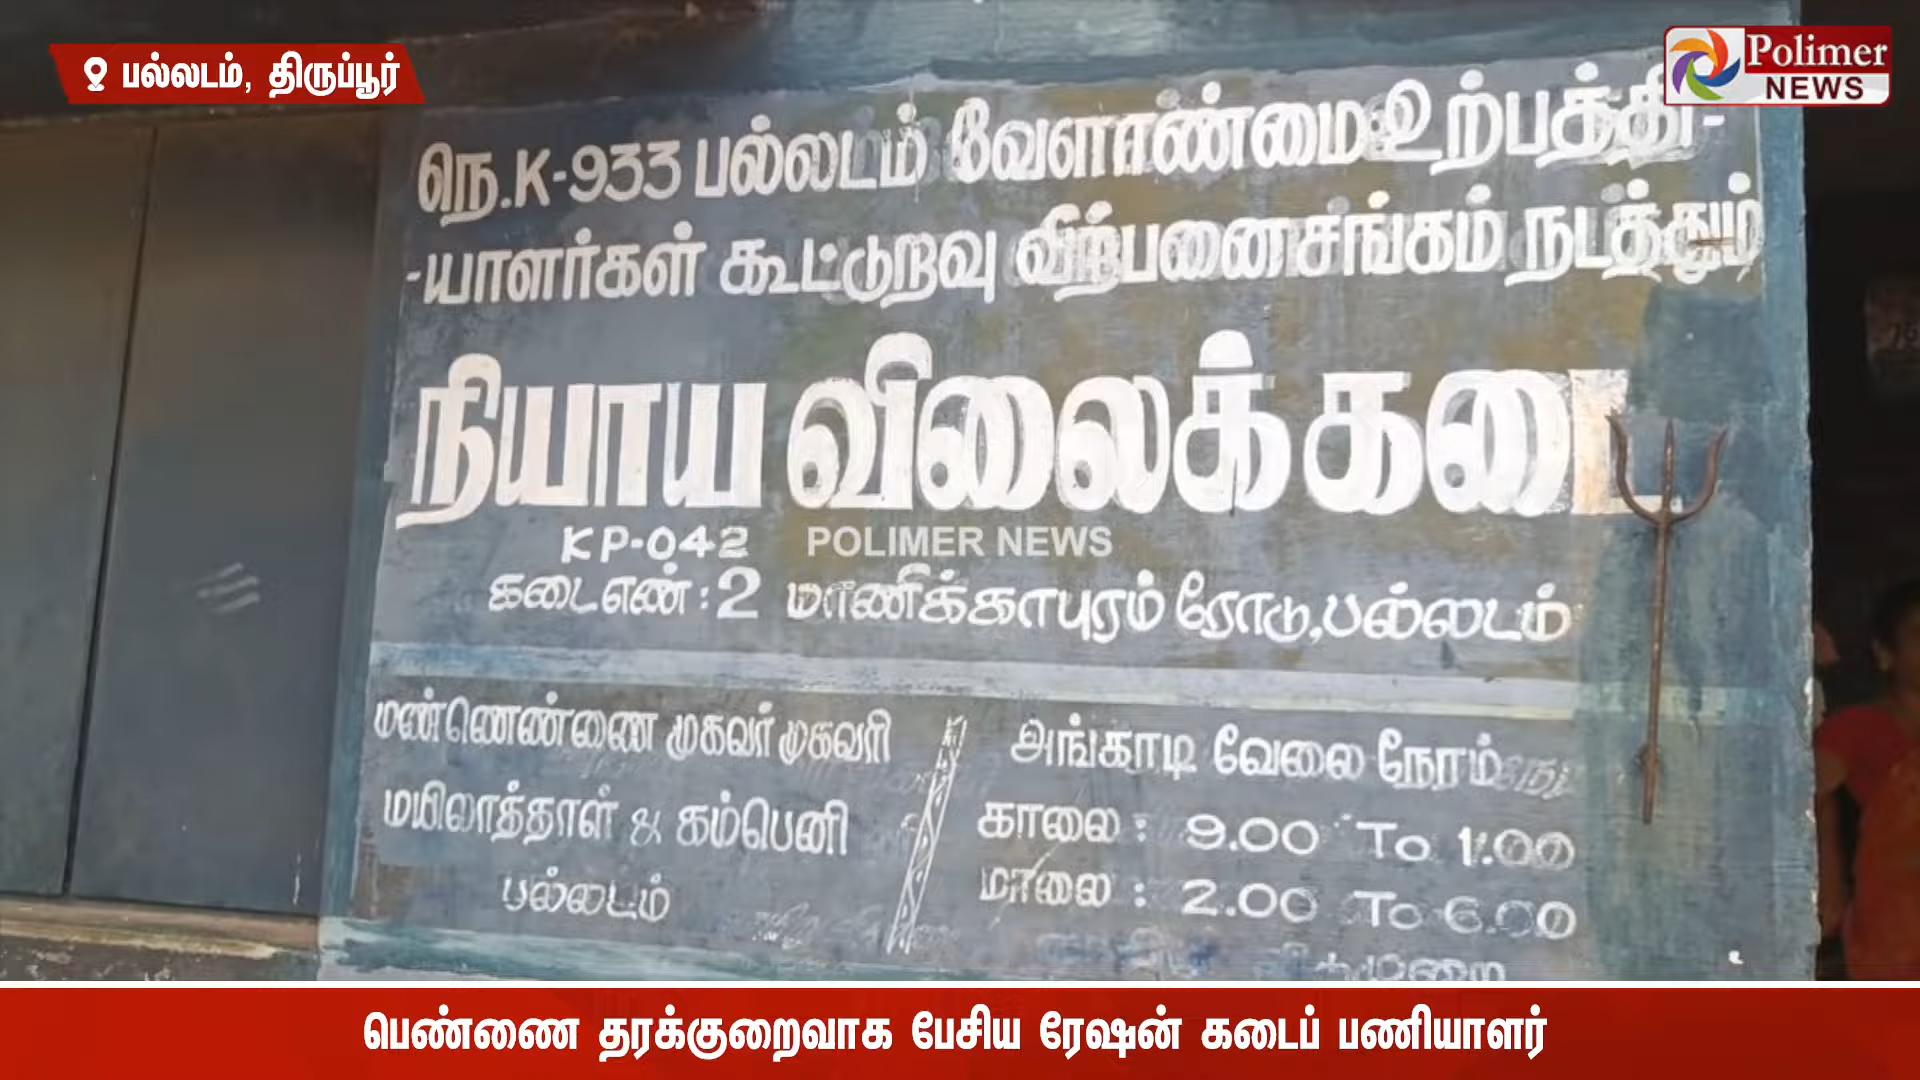 பல்லடம், திருப்பூர்
Polimer
NEWS
நெ.K-933 பல்லடம் வேளாண்மை உற்பத்தி-
-யாளர்கள் கூட்டுறவு விற்பனை சங்கம் நடத்தும்
நியாய விலைக் கடை
KP-042
POLIMER NEWS
கடை எண்: 2 மாணிக்காபுரம் ரோடு, பல்லடம்
மண்ணெண்ணை முகவர் முகவரி
மயிலாத்தாள் & கம்பெனி
பல்லடம்
அங்காடி வேலை நேரம்
காலை : 9.00 To 1.00
மாலை : 2.00 To 6.00
பெண்ணை தரக்குறைவாக பேசிய ரேஷன் கடைப் பணியாளர்